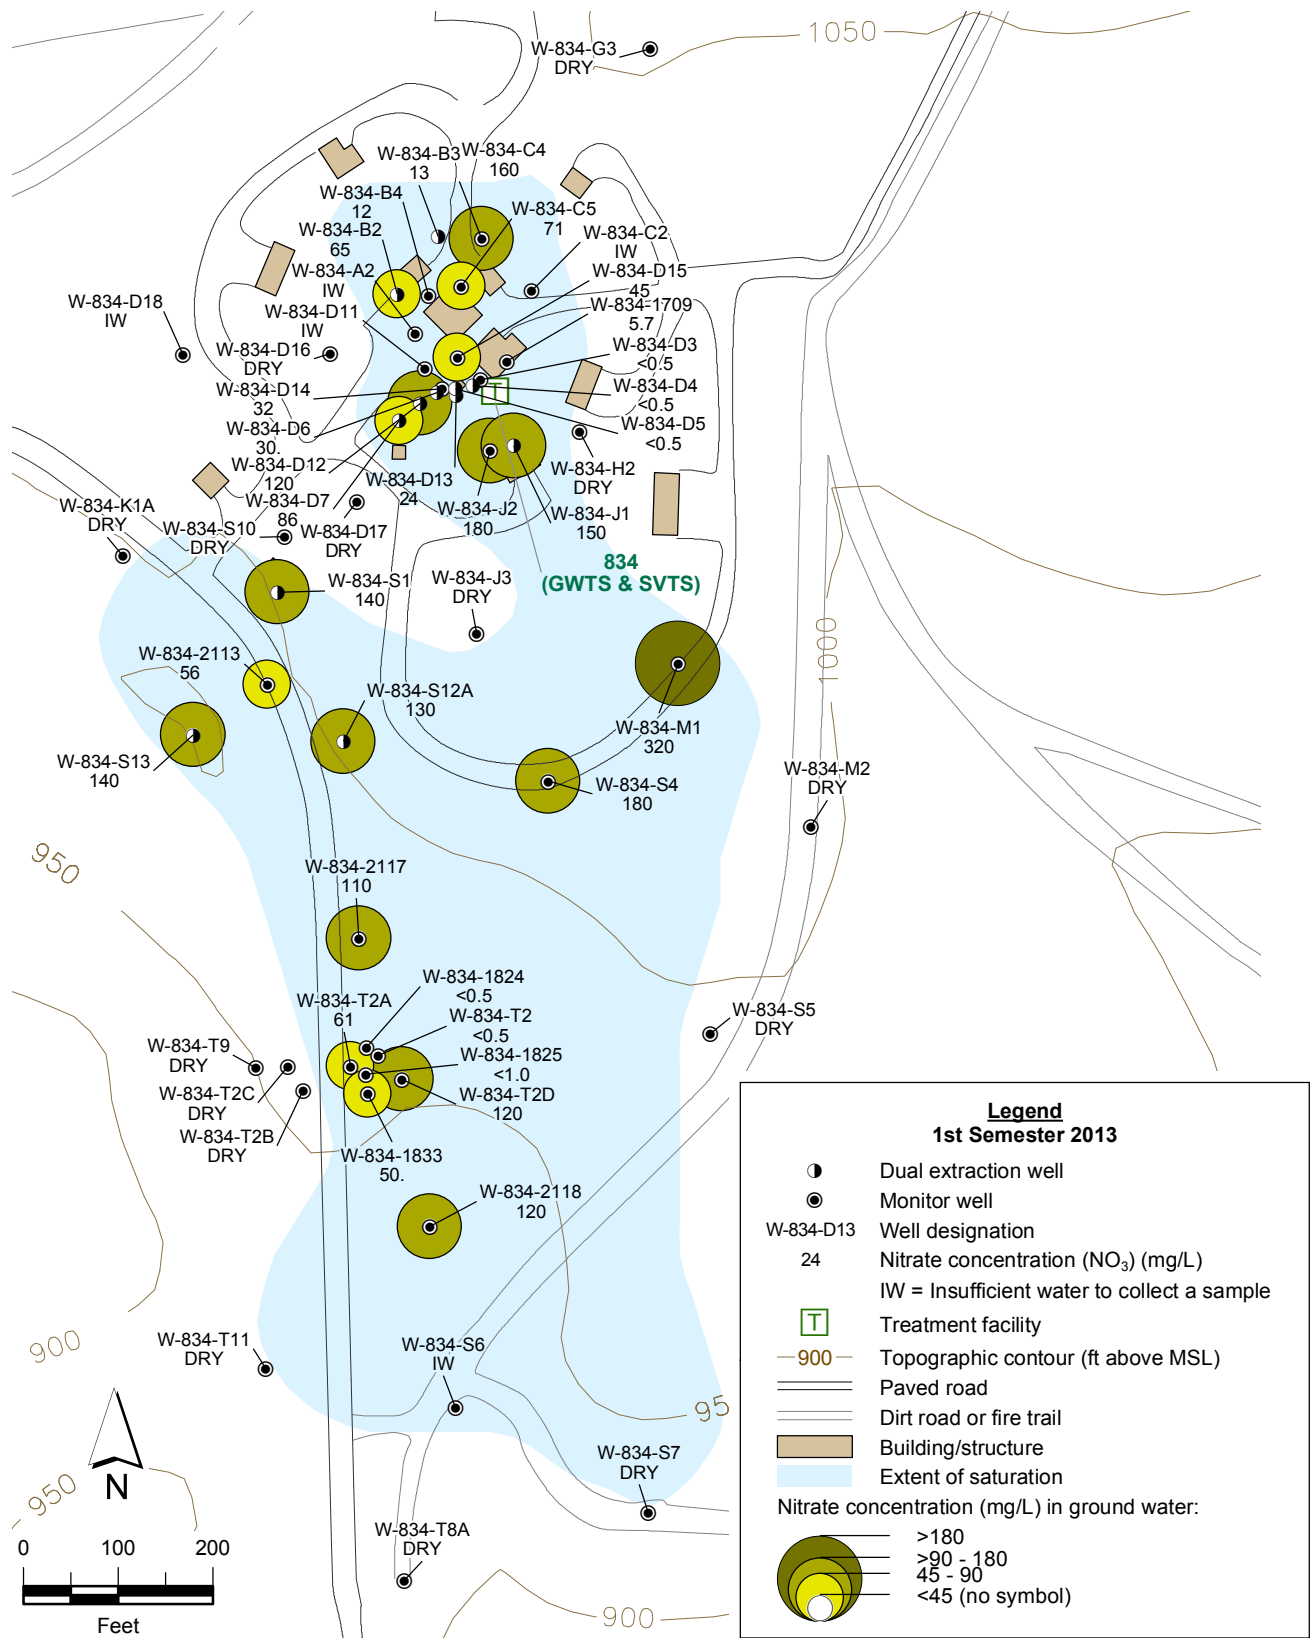 1050
W-834-G3
DRY
W-834-B3
13
W-834-C4
160
W-834-B4
12
W-834-C5
71
W-834-B2
65
W-834-C2
IW
W-834-A2
IW
W-834-D15
45
W-834-D18
IW
W-834-D11
IW
W-834-1709
5.7
W-834-D16
DRY
W-834-D3
<0.5
W-834-D14
32
W-834-D4
<0.5
W-834-D6
30.
W-834-D5
<0.5
W-834-D12
120
W-834-D13
24
W-834-H2
DRY
W-834-D7
86
W-834-J2
180
W-834-J1
150
W-834-K1A
DRY
W-834-S10
DRY
W-834-D17
DRY
T
834
(GWTS & SVTS)
W-834-S1
140
W-834-J3
DRY
1000
W-834-2113
56
W-834-S12A
130
W-834-M1
320
W-834-S13
140
W-834-S4
180
W-834-M2
DRY
950
W-834-2117
110
W-834-1824
<0.5
W-834-T2A
61
W-834-T2
<0.5
W-834-S5
DRY
W-834-T9
DRY
W-834-1825
<1.0
W-834-T2C
DRY
W-834-T2D
120
W-834-T2B
DRY
W-834-1833
50.
W-834-2118
120
900
W-834-T11
DRY
W-834-S6
IW
95
W-834-S7
DRY
950
N
W-834-T8A
DRY
900
0 100 200
Feet
Legend
1st Semester 2013
Dual extraction well
Monitor well
W-834-D13 Well designation
24 Nitrate concentration (NO3) (mg/L)
IW = Insufficient water to collect a sample
T Treatment facility
900 Topographic contour (ft above MSL)
Paved road
Dirt road or fire trail
Building/structure
Extent of saturation
Nitrate concentration (mg/L) in ground water:
>180
>90 - 180
45 - 90
<45 (no symbol)